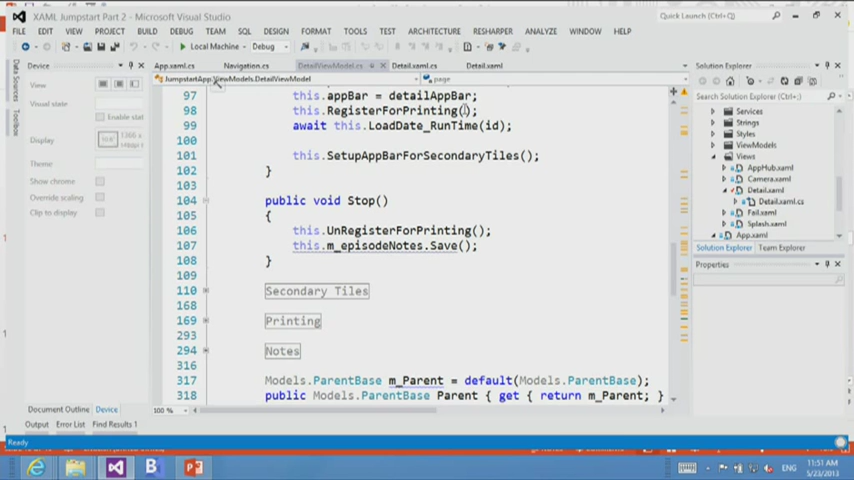 XAML Jumpstart Part 2 - Microsoft Visual Studio
Quick Launch (Ctrl+Q)
FILE EDIT VIEW PROJECT BUILD DEBUG TEAM SQL DESIGN FORMAT TOOLS TEST ARCHITECTURE RESHARPER ANALYZE WINDOW HELP
Local Machine Debug
Device
View
Visual state
Enable stat
Display
Theme
Show chrome
Override scaling
Clip to display
Document Outline Device
Output Error List Find Results 1
Data Sources
Toolbox
App.xaml.cs Navigation.cs DetailViewModel.cs Detail.xaml.cs Detail.xaml
JumpstartApp.ViewModels.DetailViewModel page
97 this.appBar = detailAppBar;
98 this.RegisterForPrinting();
99 await this.LoadDate_RunTime(id);
100
101 this.SetupAppBarForSecondaryTiles();
102 }
103
104 public void Stop()
105 {
106 this.UnRegisterForPrinting();
107 this.m_episodeNotes.Save();
108 }
109
110 Secondary Tiles
168
169 Printing
293
294 Notes
316
317 Models.ParentBase m_Parent = default(Models.ParentBase);
318 public Models.ParentBase Parent { get { return m_Parent; }
100 %
Solution Explorer
Search Solution Explorer
Services
Strings
Styles
ViewModels
Views
AppHub.xaml
Camera.xaml
Detail.xaml
Detail.xaml.cs
Fail.xaml
Splash.xaml
App.xaml
Solution Explorer Team Explorer
Properties
Ready
ENG
11:51 AM
5/23/2013